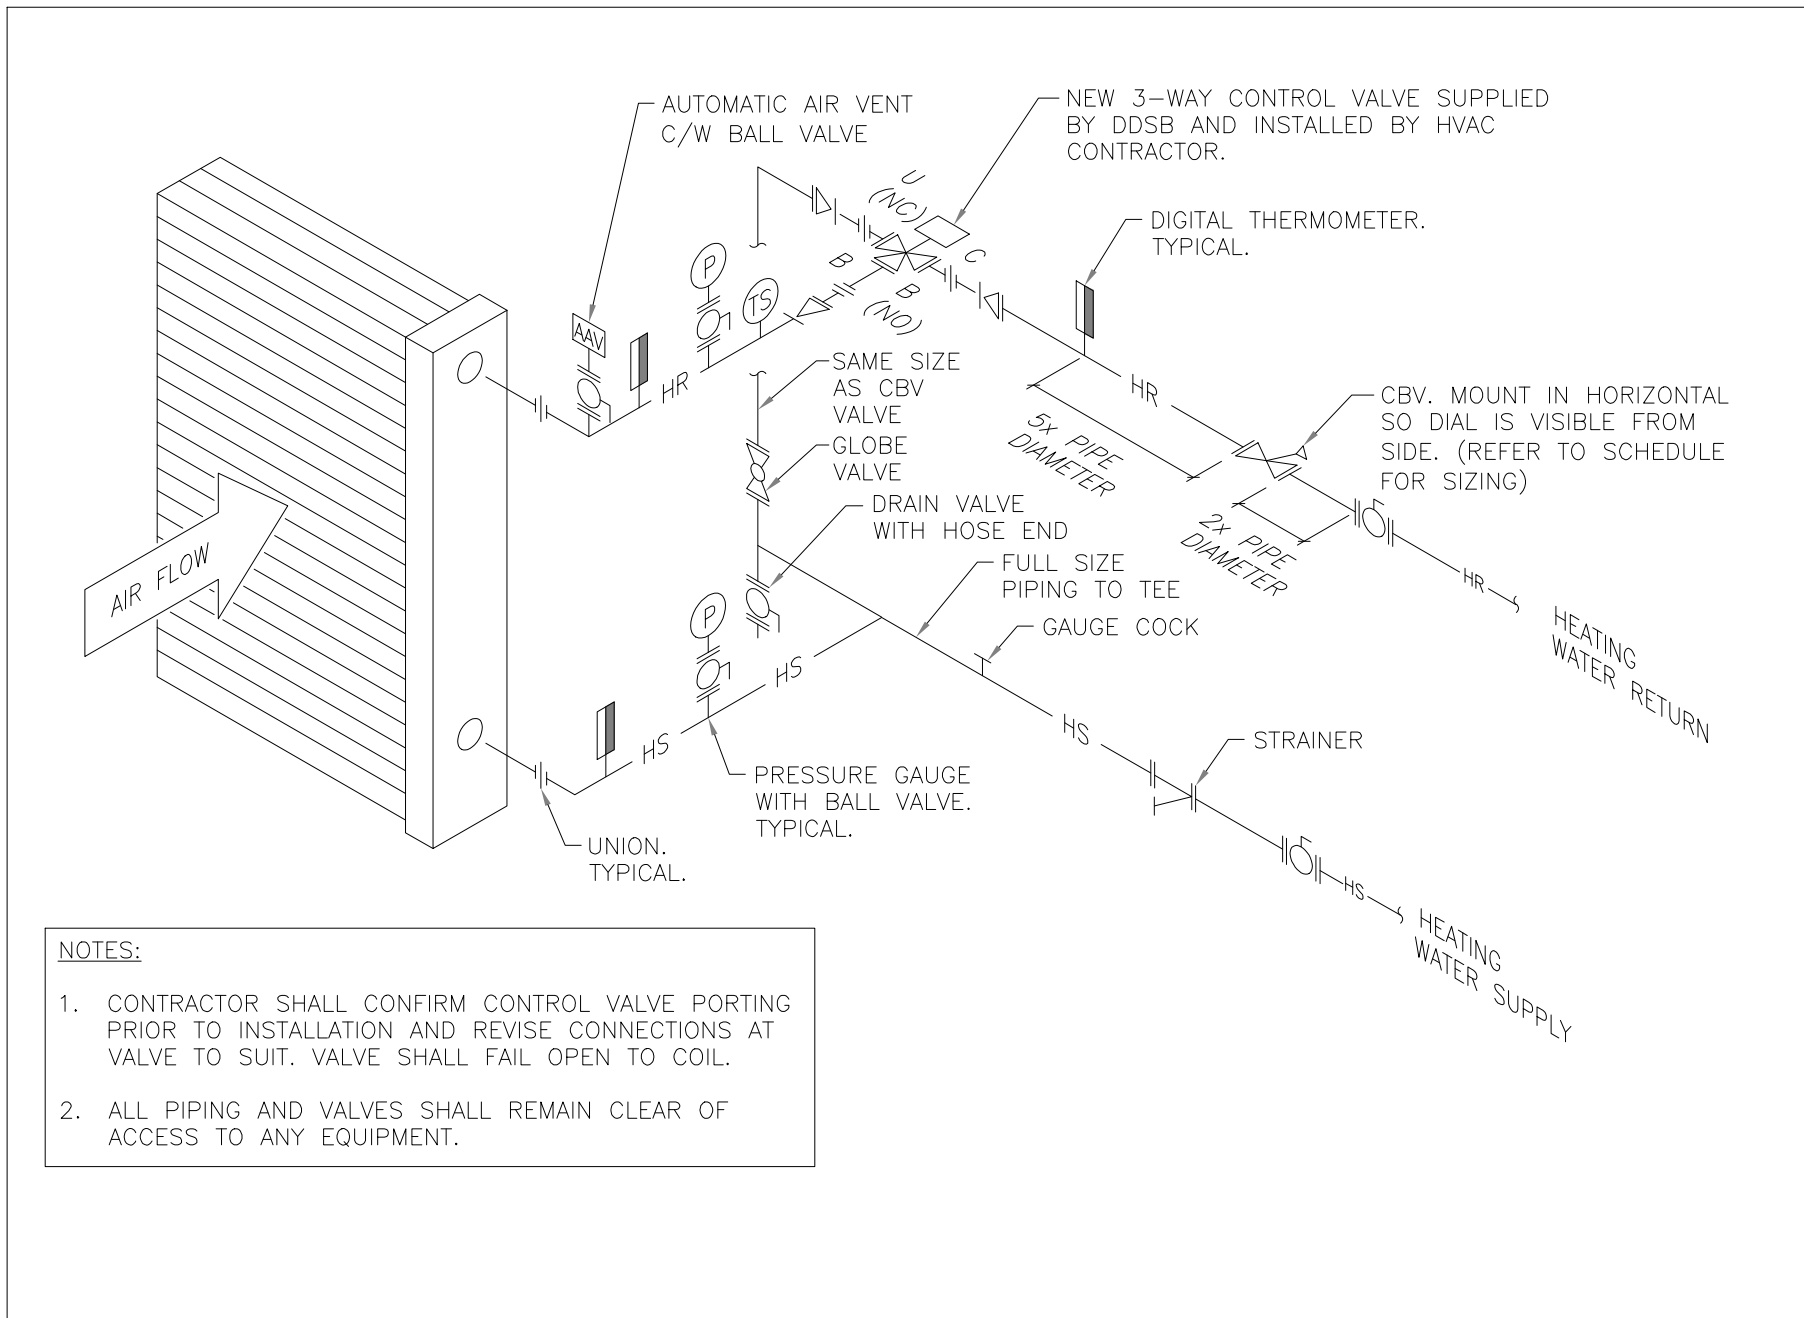 AUTOMATIC AIR VENT
C/W BALL VALVE
NEW 3-WAY CONTROL VALVE SUPPLIED
BY DDSB AND INSTALLED BY HVAC
CONTRACTOR.
U
(NC)
C
B
B
(NO)
DIGITAL THERMOMETER.
TYPICAL.
P
TS
AAV
HR
HR
SAME SIZE
AS CBV
VALVE
GLOBE
VALVE
5x PIPE
DIAMETER
CBV. MOUNT IN HORIZONTAL
SO DIAL IS VISIBLE FROM
SIDE. (REFER TO SCHEDULE
FOR SIZING)
DRAIN VALVE
WITH HOSE END
2x PIPE
DIAMETER
AIR FLOW
FULL SIZE
PIPING TO TEE
HR
P
GAUGE COCK
HEATING
WATER RETURN
HS
HS
HS
STRAINER
PRESSURE GAUGE
WITH BALL VALVE.
TYPICAL.
UNION.
TYPICAL.
HS
HEATING
WATER SUPPLY
NOTES:
1. CONTRACTOR SHALL CONFIRM CONTROL VALVE PORTING
PRIOR TO INSTALLATION AND REVISE CONNECTIONS AT
VALVE TO SUIT. VALVE SHALL FAIL OPEN TO COIL.
2. ALL PIPING AND VALVES SHALL REMAIN CLEAR OF
ACCESS TO ANY EQUIPMENT.